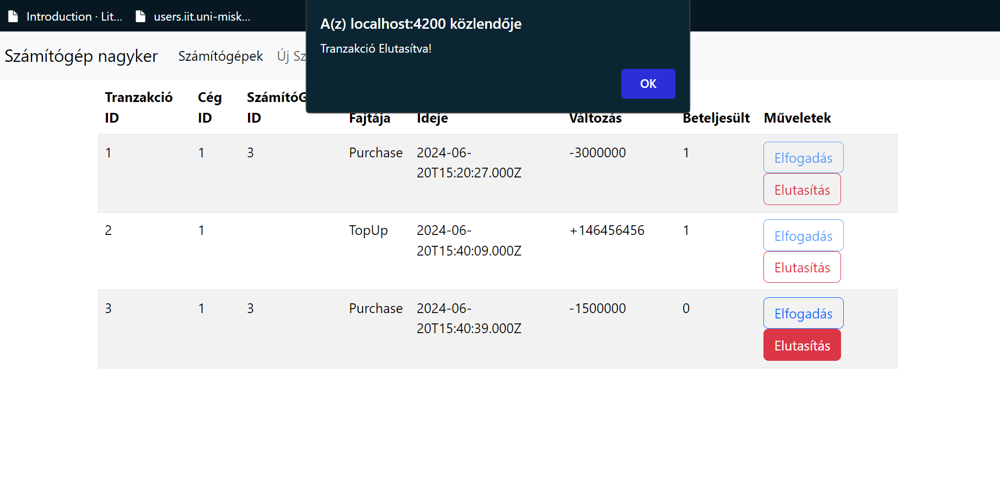 Introduction · Lit... users.iit.uni-misk...
A(z) localhost:4200 közlendője
Tranzakció Elutasítva!
OK
Számítógép nagyker Számítógépek Új Sz
Tranzakció ID Cég ID SzámítóG ID Fajtája Ideje Változás Beteljesült Műveletek
1 1 3 Purchase 2024-06- -3000000 1 Elfogadás
20T15:20:27.000Z
Elutasítás
2 1 TopUp 2024-06- +146456456 1 Elfogadás
20T15:40:09.000Z
Elutasítás
3 1 3 Purchase 2024-06- -1500000 0 Elfogadás
20T15:40:39.000Z
Elutasítás